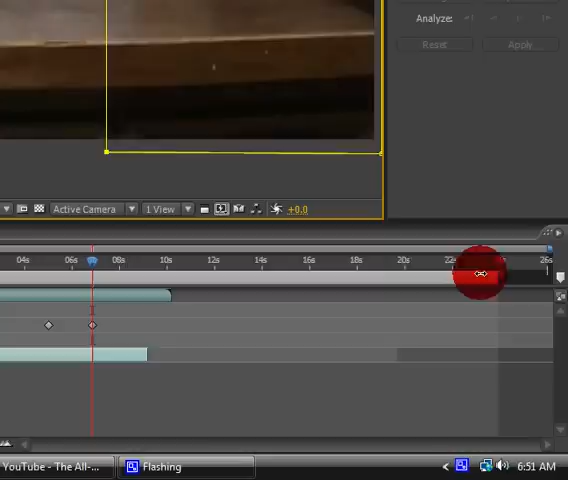 Analyze:
Reset Apply
Active Camera 1 View +0.0
04s 06s 08s 10s 12s 14s 16s 18s 20s 22 26s
YouTube - The All-... Flashing 6:51 AM